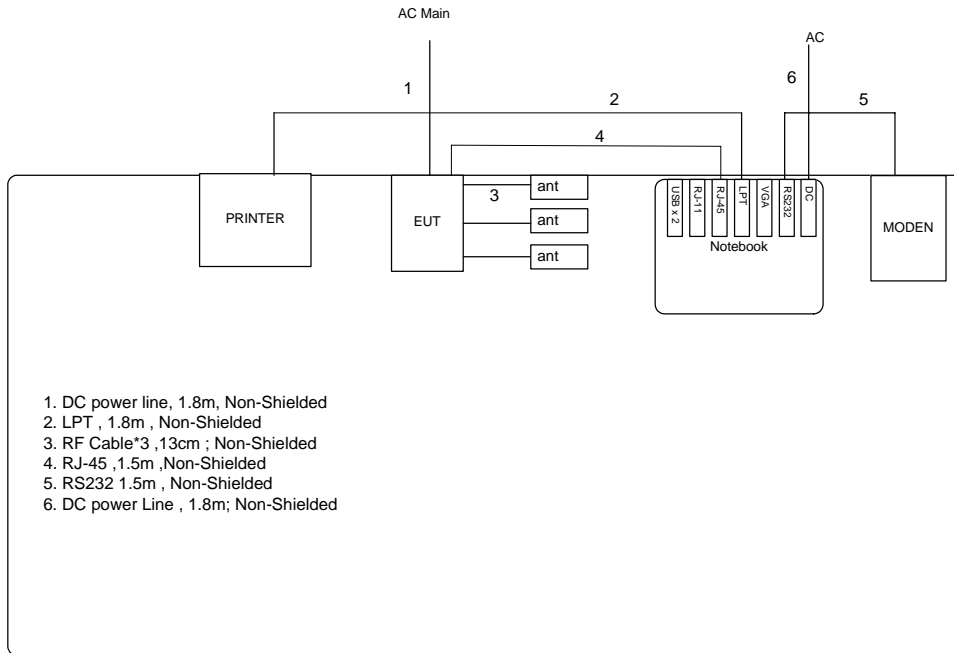 AC Main
AC
1
2
6
5
4
3
PRINTER
EUT
ant
ant
ant
USB x 2
RJ-11
RJ-45
LPT
VGA
RS232
DC
Notebook
MODEN
1. DC power line, 1.8m, Non-Shielded
2. LPT , 1.8m , Non-Shielded
3. RF Cable*3 ,13cm ; Non-Shielded
4. RJ-45 ,1.5m ,Non-Shielded
5. RS232 1.5m , Non-Shielded
6. DC power Line , 1.8m; Non-Shielded